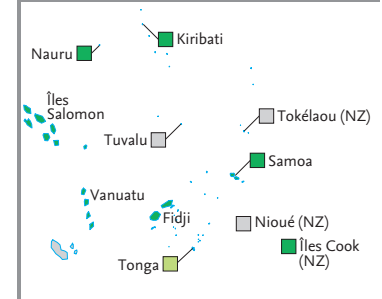 Kiribati
Nauru
Îles
Salomon
Tokélaou (NZ)
Tuvalu
Samoa
Vanuatu
Fidji
Nioué (NZ)
Îles Cook
(NZ)
Tonga